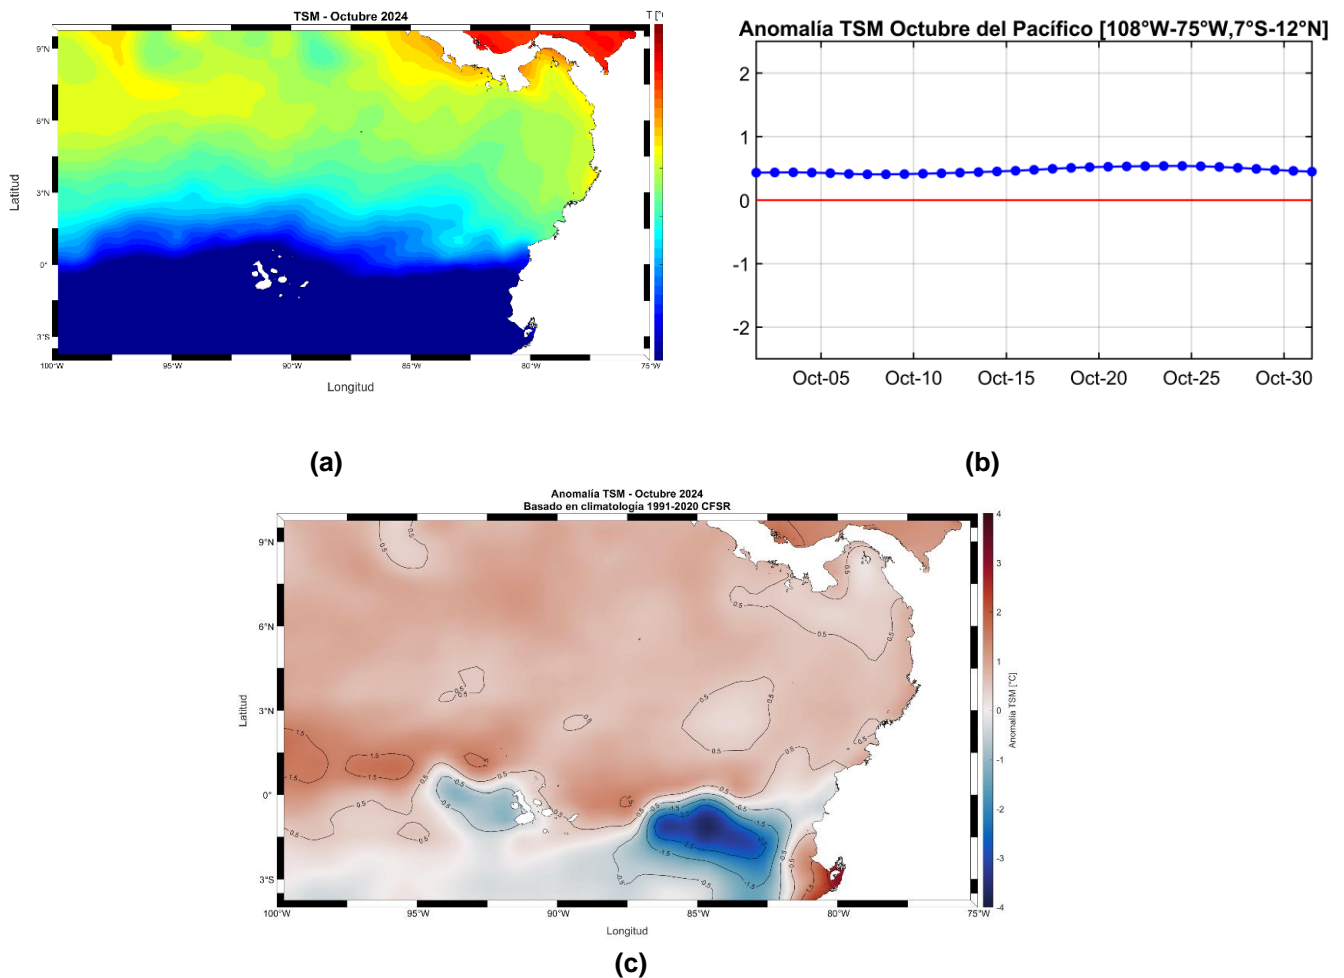 TSM - Octubre 2024
T [°
9°N
6°N
3°N
0°
3°S
Latitud
100°W 95°W 90°W 85°W 80°W 75°W
Longitud
(a)
Anomalía TSM Octubre del Pacífico [108°W-75°W,7°S-12°N]
2
1
0
-1
-2
Oct-05 Oct-10 Oct-15 Oct-20 Oct-25 Oct-30
(b)
Anomalía TSM - Octubre 2024
Basado en climatología 1991-2020 CFSR
9°N
6°N
3°N
0°
3°S
Latitud
100°W 95°W 90°W 85°W 80°W 75°W
Longitud
4
3
2
1
0
-1
-2
-3
-4
Anomalía TSM [°C]
(c)